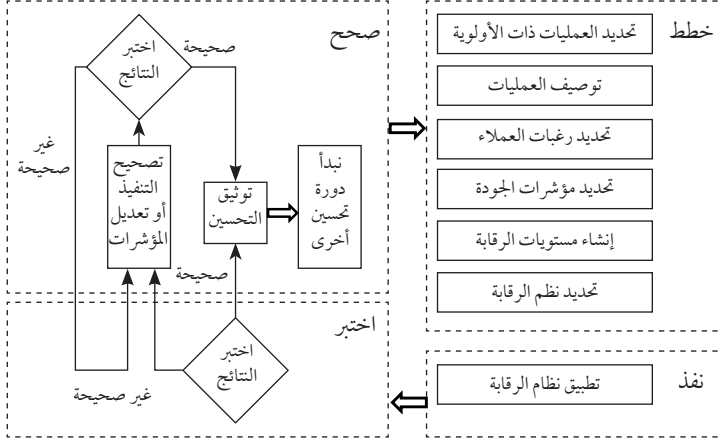 خطط
تحديد العمليات ذات الأولوية
توصيف العمليات
تحديد رغبات العملاء
تحديد مؤشرات الجودة
إنشاء مستويات الرقابة
تحديد نظم الرقابة
نفذ
تطبيق نظام الرقابة
صحح
اختبر
النتائج
صحيحة
غير
صحيحة
تصحيح
التنفيذ
أو تعديل
المؤشرات
توثيق
التحسين
نبدأ
دورة
تحسين
أخرى
صحيحة
اختبر
اختبر
النتائج
غير صحيحة